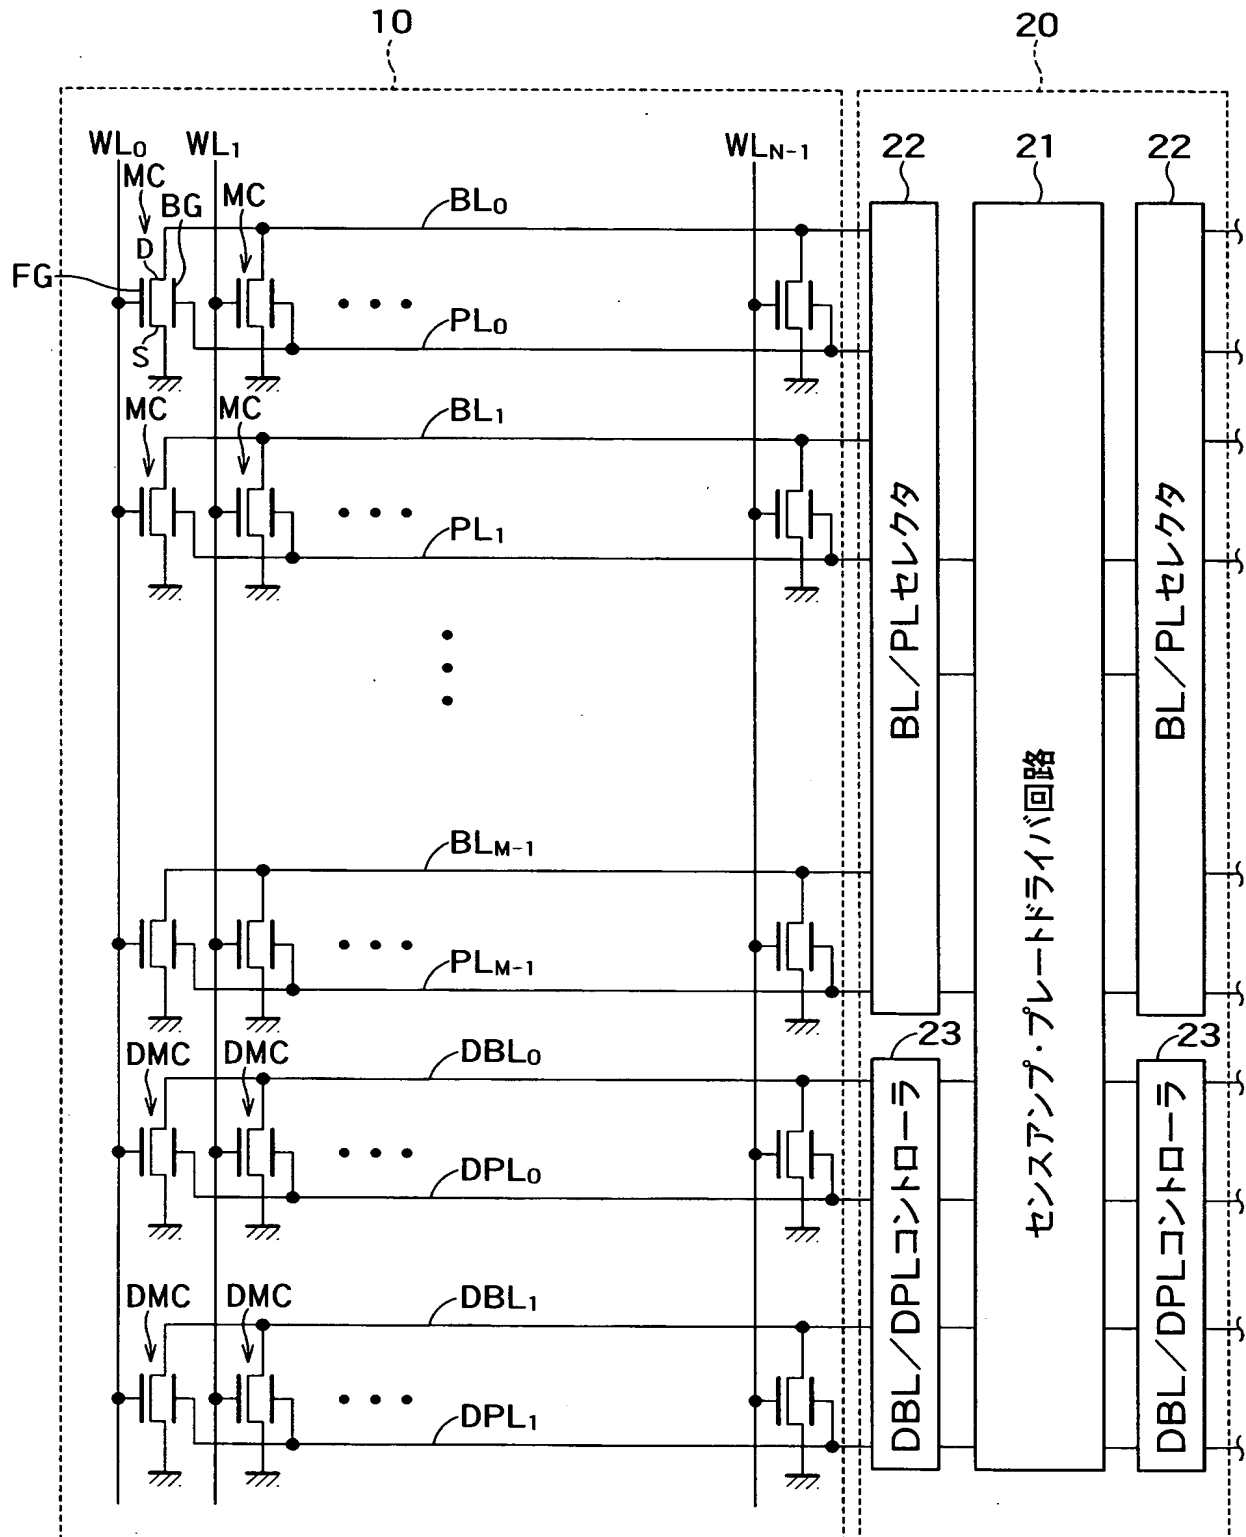 10
20
WL0 WL1 WLN-1 22 21 22
MC
BG
MC
BL0
D
FG
PL0
S
MC
MC
BL1
PL1
BL/PLセレクタ
BL/PLセレクタ
センスアンプ・プレートドライバ回路
BLM-1
PLM-1
DMC
DMC
DBL0
23
23
DPL0
DBL/DPLコントローラ
DBL/DPLコントローラ
DMC
DMC
DBL1
DPL1